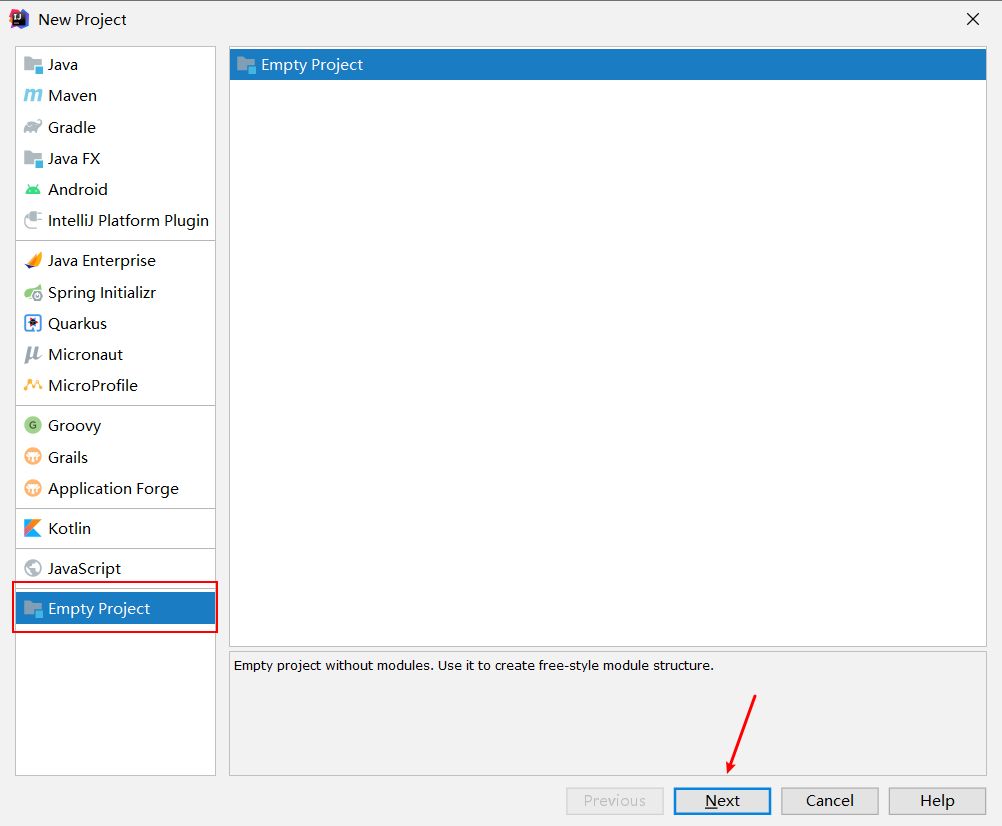 New Project
Java
Maven
Gradle
Java FX
Android
IntelliJ Platform Plugin
Java Enterprise
Spring Initializr
Quarkus
Micronaut
MicroProfile
Groovy
Grails
Application Forge
Kotlin
JavaScript
Empty Project
Empty Project
Empty project without modules. Use it to create free-style module structure.
Previous
Next
Cancel
Help